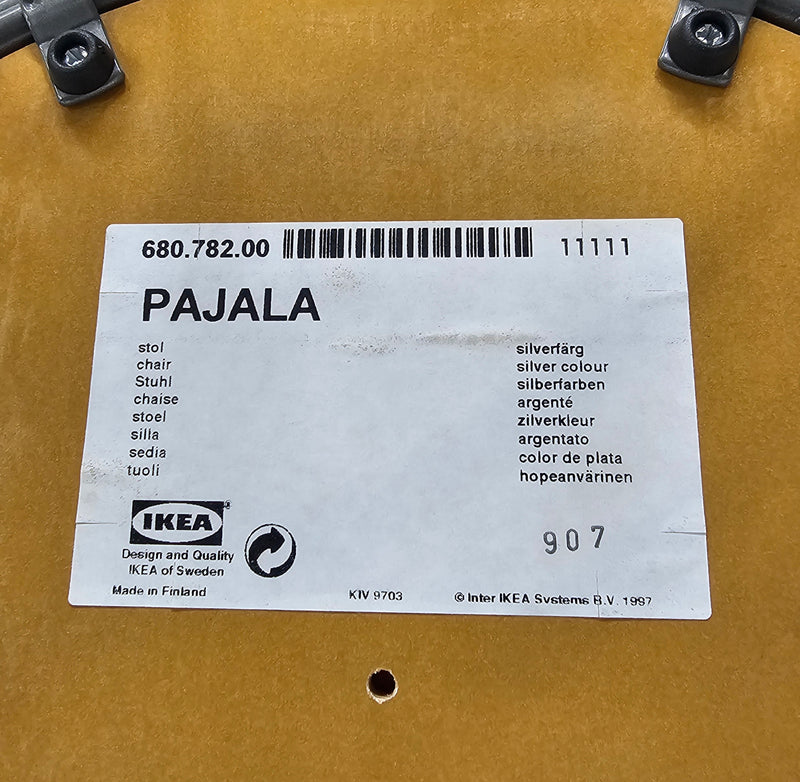 680.782.00 11111
PAJALA
stol silverfärg
chair silver colour
Stuhl silberfarben
chaise argenté
stoel zilverkleur
silla argentato
sedia color de plata
tuoli hopeanvärinen
IKEA®
907
Design and Quality
IKEA of Sweden
Made in Finland KIV 9703 © Inter IKEA Systems B.V. 1997